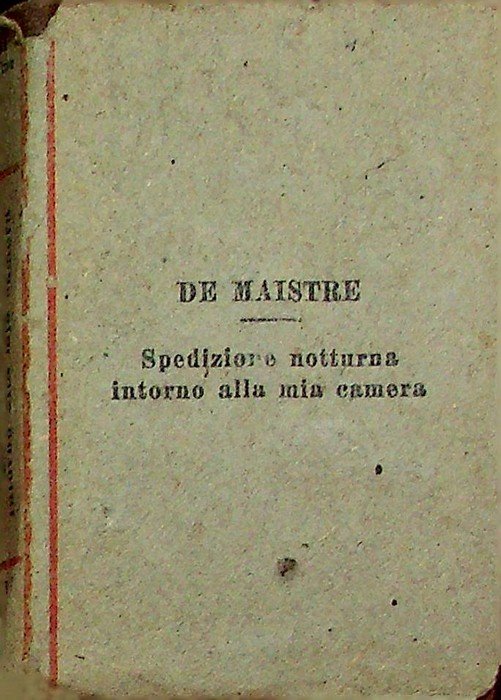 DE MAISTRE
Spedizione notturna
intorno alla mia camera